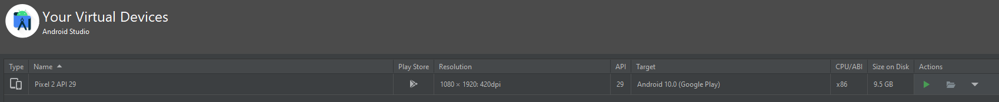 Your Virtual Devices
Android Studio
Type Name Play Store Resolution API Target CPU/ABI Size on Disk Actions
Pixel 2 API 29 1080 × 1920: 420dpi 29 Android 10.0 (Google Play) x86 9.5 GB